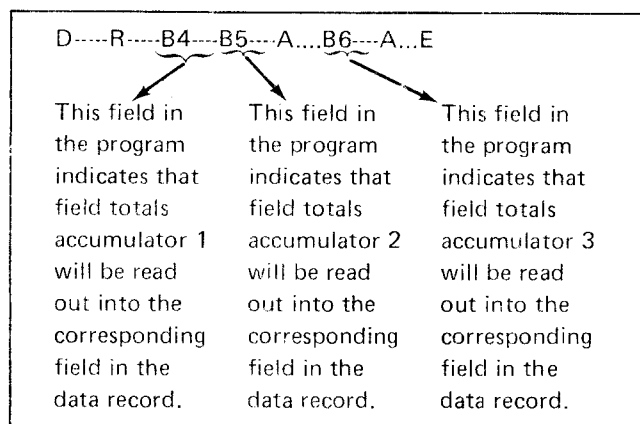 D-----R----B4----B5----A....B6---A...E
This field in
the program
indicates that
field totals
accumulator 1
will be read
out into the
corresponding
field in the
data record.
This field in
the program
indicates that
field totals
accumulator 2
will be read
out into the
corresponding
field in the
data record.
This field in
the program
indicates that
field totals
accumulator 3
will be read
out into the
corresponding
field in the
data record.